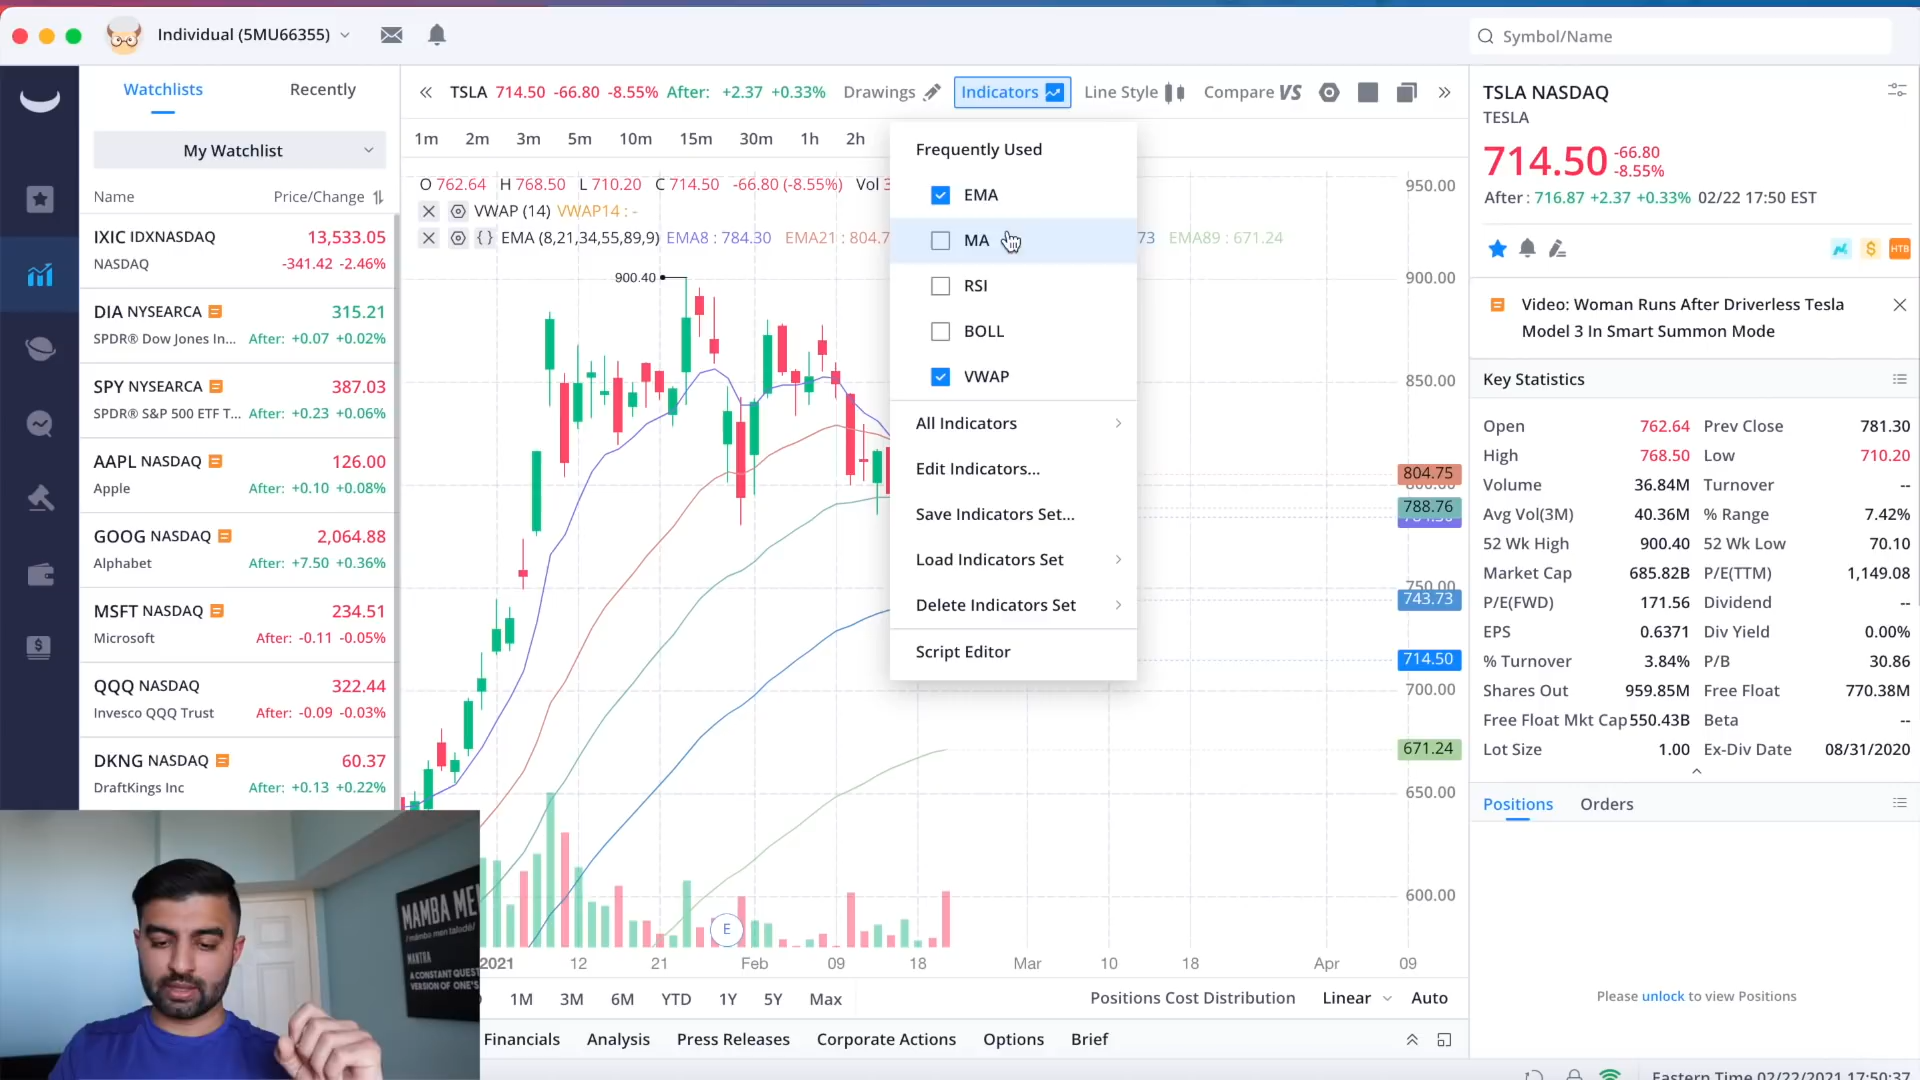 Individual (5MU66355)
Symbol/Name
Watchlists
Recently
My Watchlist
Name
Price/Change
IXIC IDXNASDAQ 13,533.05
NASDAQ -341.42 -2.46%
DIA NYSEARCA 315.21
SPDR® Dow Jones In... After: +0.07 +0.02%
SPY NYSEARCA 387.03
SPDR® S&P 500 ETF T... After: +0.23 +0.06%
AAPL NASDAQ 126.00
Apple After: +0.10 +0.08%
GOOG NASDAQ 2,064.88
Alphabet After: +7.50 +0.36%
MSFT NASDAQ 234.51
Microsoft After: -0.11 -0.05%
QQQ NASDAQ 322.44
Invesco QQQ Trust After: -0.09 -0.03%
DKNG NASDAQ 60.37
DraftKings Inc After: +0.13 +0.22%
TSLA 714.50 -66.80 -8.55% After: +2.37 +0.33% Drawings Indicators Line Style Compare VS
1m 2m 3m 5m 10m 15m 30m 1h 2h
O 762.64 H 768.50 L 710.20 C 714.50 -66.80 (-8.55%) Vol 3
VWAP (14) VWAP14 : -
{} EMA (8,21,34,55,89,9) EMA8 : 784.30 EMA21 : 804.7 73 EMA89 : 671.24
900.40
Frequently Used
EMA
MA
RSI
BOLL
VWAP
All Indicators
Edit Indicators...
Save Indicators Set...
Load Indicators Set
Delete Indicators Set
Script Editor
950.00
900.00
850.00
804.75
788.76
750.00
743.73
714.50
700.00
671.24
650.00
600.00
E
2021 12 21 Feb 09 18 Mar 10 18 Apr 09
1M 3M 6M YTD 1Y 5Y Max
Positions Cost Distribution Linear Auto
Financials Analysis Press Releases Corporate Actions Options Brief
TSLA NASDAQ
TESLA
714.50
-66.80
-8.55%
After : 716.87 +2.37 +0.33% 02/22 17:50 EST
$
HTB
Video: Woman Runs After Driverless Tesla
Model 3 In Smart Summon Mode
Key Statistics
Open 762.64 Prev Close 781.30
High 768.50 Low 710.20
Volume 36.84M Turnover --
Avg Vol(3M) 40.36M % Range 7.42%
52 Wk High 900.40 52 Wk Low 70.10
Market Cap 685.82B P/E(TTM) 1,149.08
P/E(FWD) 171.56 Dividend --
EPS 0.6371 Div Yield 0.00%
% Turnover 3.84% P/B 30.86
Shares Out 959.85M Free Float 770.38M
Free Float Mkt Cap 550.43B Beta --
Lot Size 1.00 Ex-Div Date 08/31/2020
Positions
Orders
Please unlock to view Positions
Eastern Time 02/22/2021 17:50:37
MAMBA ME
MANTRA
A CONSTANT QUEST
VERSION OF ONE'S